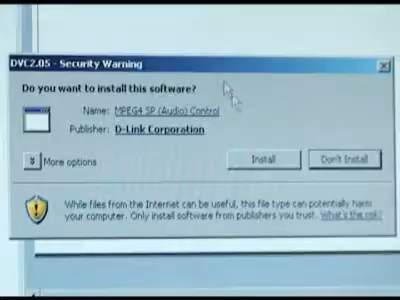 DVC2.05 - Security Warning
Do you want to install this software?
Name: MPEG4 SP (Audio) Control
Publisher: D-Link Corporation
More options
Install
Don't Install
While files from the Internet can be useful, this file type can potentially harm
your computer. Only install software from publishers you trust. What's the risk?